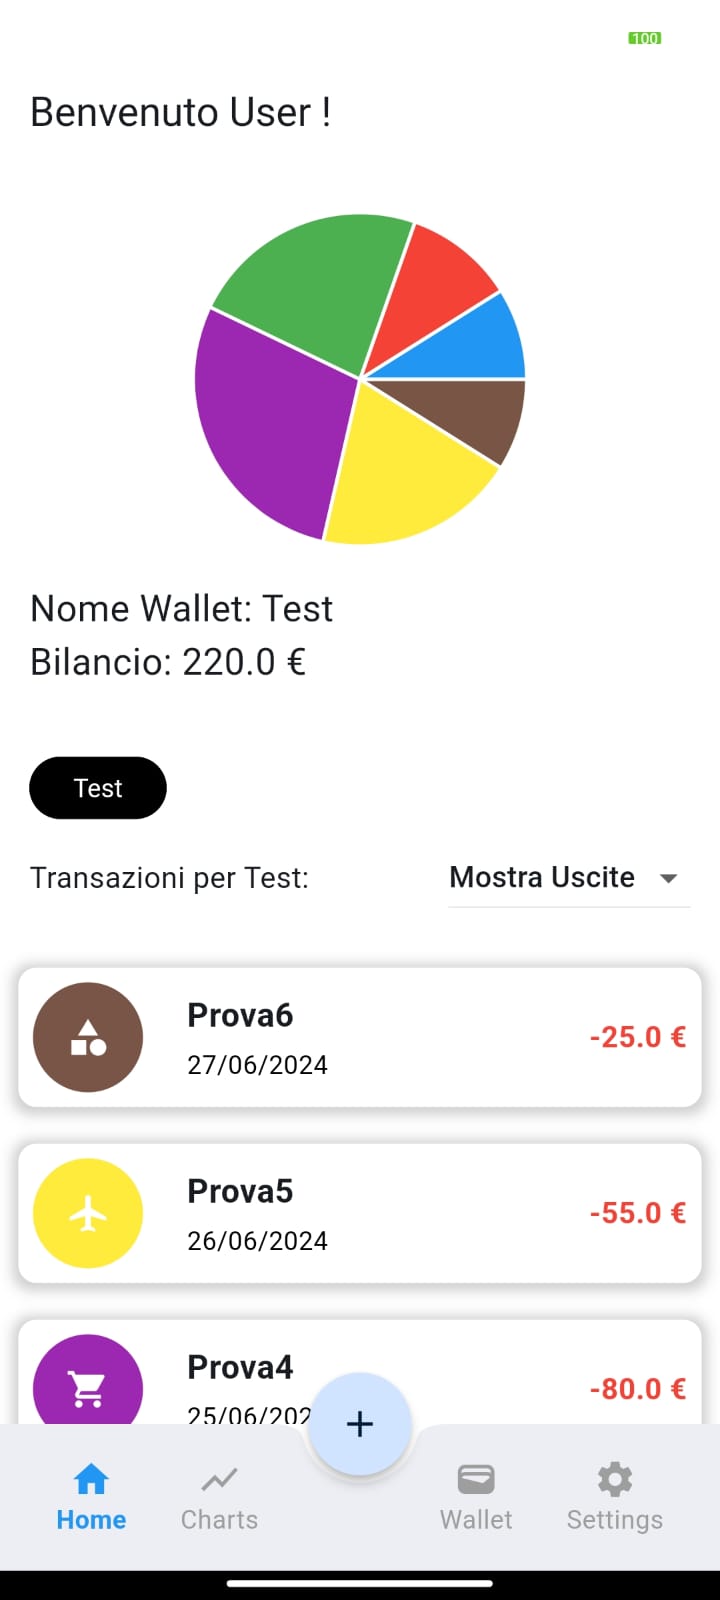 100
Benvenuto User !
Nome Wallet: Test
Bilancio: 220.0 €
Test
Transazioni per Test:
Mostra Uscite
Prova6
27/06/2024
-25.0 €
Prova5
26/06/2024
-55.0 €
Prova4
25/06/202
-80.0 €
+
Home
Charts
Wallet
Settings